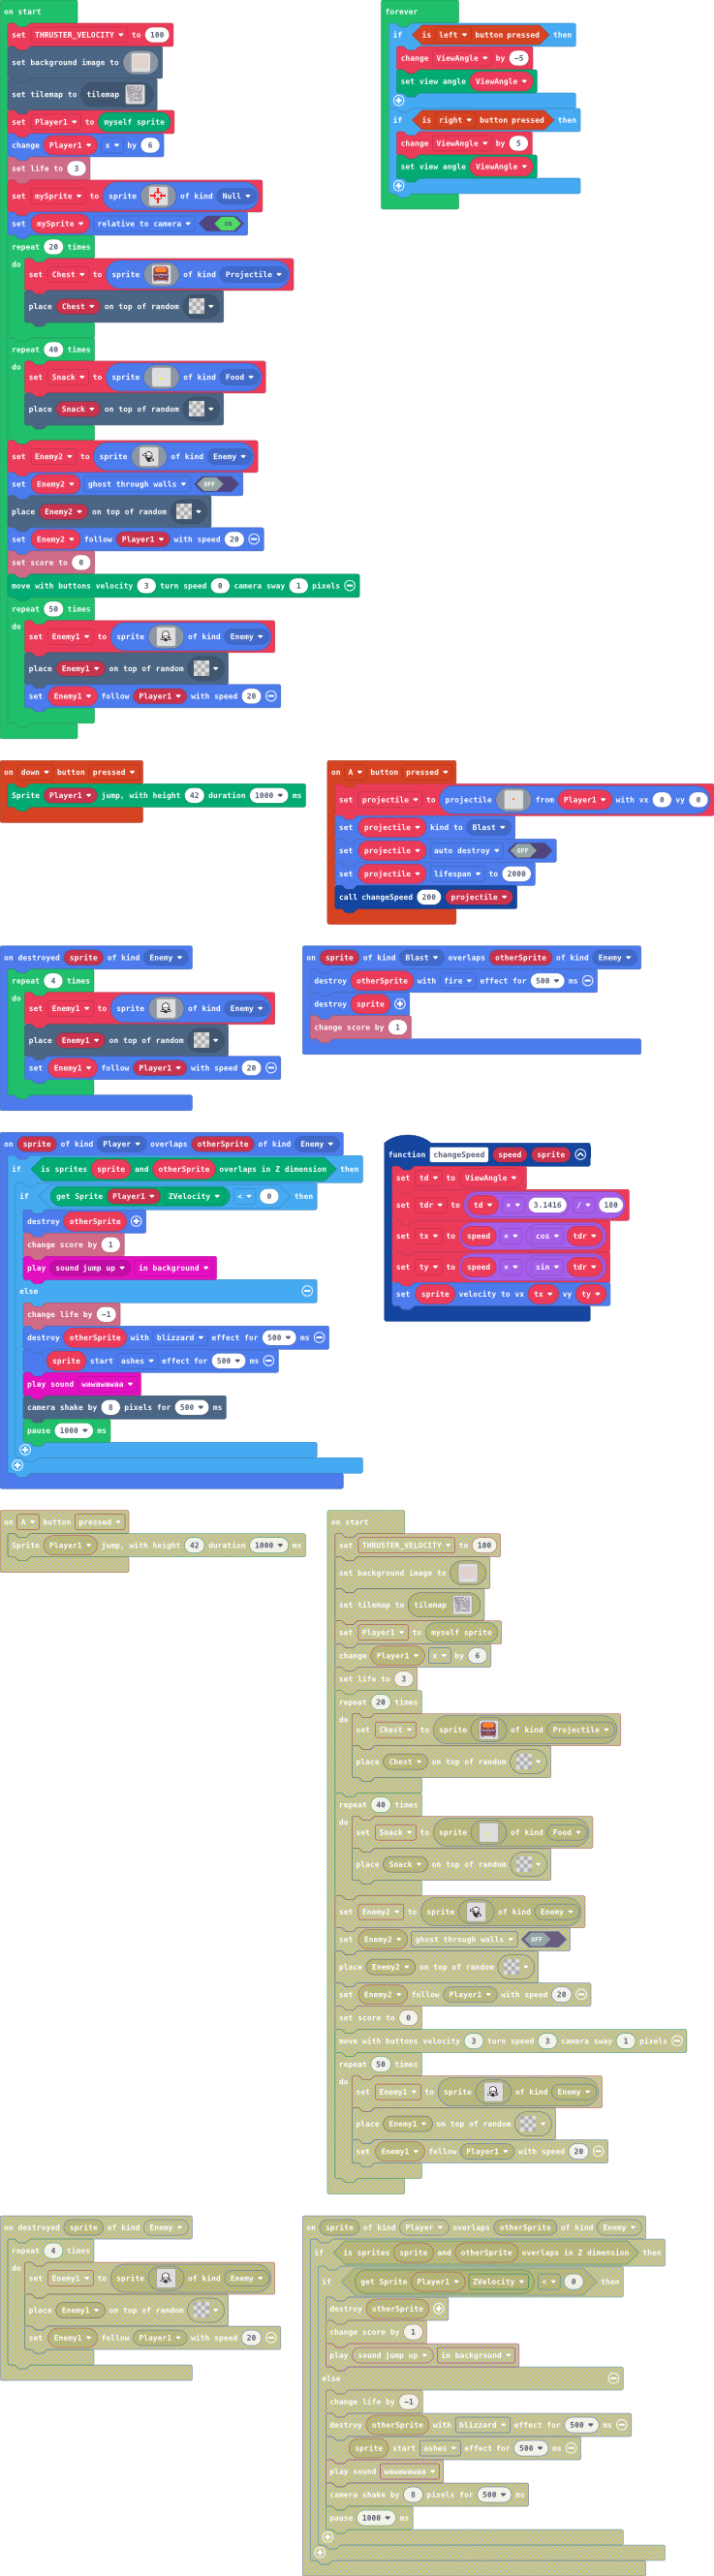 on start
set THRUSTER_VELOCITY to 100
set background image to
set tilemap to tilemap
set Player1 to myself sprite
change Player1 x by 6
set life to 3
set mySprite to sprite of kind Null
set mySprite relative to camera ON
repeat 20 times
do
set Chest to sprite of kind Projectile
place Chest on top of random
repeat 40 times
do
set Snack to sprite of kind Food
place Snack on top of random
set Enemy2 to sprite of kind Enemy
set Enemy2 ghost through walls OFF
place Enemy2 on top of random
set Enemy2 follow Player1 with speed 20
set score to 0
move with buttons velocity 3 turn speed 0 camera sway 1 pixels
repeat 50 times
do
set Enemy1 to sprite of kind Enemy
place Enemy1 on top of random
set Enemy1 follow Player1 with speed 20
forever
if is left button pressed then
change ViewAngle by -5
set view angle ViewAngle
if is right button pressed then
change ViewAngle by 5
set view angle ViewAngle
on down button pressed
Sprite Player1 jump, with height 42 duration 1000 ms
on A button pressed
set projectile to projectile from Player1 with vx 0 vy 0
set projectile kind to Blast
set projectile auto destroy OFF
set projectile lifespan to 2000
call changeSpeed 200 projectile
on destroyed sprite of kind Enemy
repeat 4 times
do
set Enemy1 to sprite of kind Enemy
place Enemy1 on top of random
set Enemy1 follow Player1 with speed 20
on sprite of kind Blast overlaps otherSprite of kind Enemy
destroy otherSprite with fire effect for 500 ms
destroy sprite
change score by 1
on sprite of kind Player overlaps otherSprite of kind Enemy
if is sprites sprite and otherSprite overlaps in Z dimension then
if get Sprite Player1 ZVelocity < 0 then
destroy otherSprite
change score by 1
play sound jump up in background
else
change life by -1
destroy otherSprite with blizzard effect for 500 ms
sprite start ashes effect for 500 ms
play sound wawawawaa
camera shake by 8 pixels for 500 ms
pause 1000 ms
function changeSpeed speed sprite
set td to ViewAngle
set tdr to td × 3.1416 / 180
set tx to speed × cos tdr
set ty to speed × sin tdr
set sprite velocity to vx tx vy ty
on A button pressed
Sprite Player1 jump, with height 42 duration 1000 ms
on start
set THRUSTER_VELOCITY to 100
set background image to
set tilemap to tilemap
set Player1 to myself sprite
change Player1 x by 6
set life to 3
repeat 20 times
do
set Chest to sprite of kind Projectile
place Chest on top of random
repeat 40 times
do
set Snack to sprite of kind Food
place Snack on top of random
set Enemy2 to sprite of kind Enemy
set Enemy2 ghost through walls OFF
place Enemy2 on top of random
set Enemy2 follow Player1 with speed 20
set score to 0
move with buttons velocity 3 turn speed 3 camera sway 1 pixels
repeat 50 times
do
set Enemy1 to sprite of kind Enemy
place Enemy1 on top of random
set Enemy1 follow Player1 with speed 20
on destroyed sprite of kind Enemy
repeat 4 times
do
set Enemy1 to sprite of kind Enemy
place Enemy1 on top of random
set Enemy1 follow Player1 with speed 20
on sprite of kind Player overlaps otherSprite of kind Enemy
if is sprites sprite and otherSprite overlaps in Z dimension then
if get Sprite Player1 ZVelocity < 0 then
destroy otherSprite
change score by 1
play sound jump up in background
else
change life by -1
destroy otherSprite with blizzard effect for 500 ms
sprite start ashes effect for 500 ms
play sound wawawawaa
camera shake by 8 pixels for 500 ms
pause 1000 ms